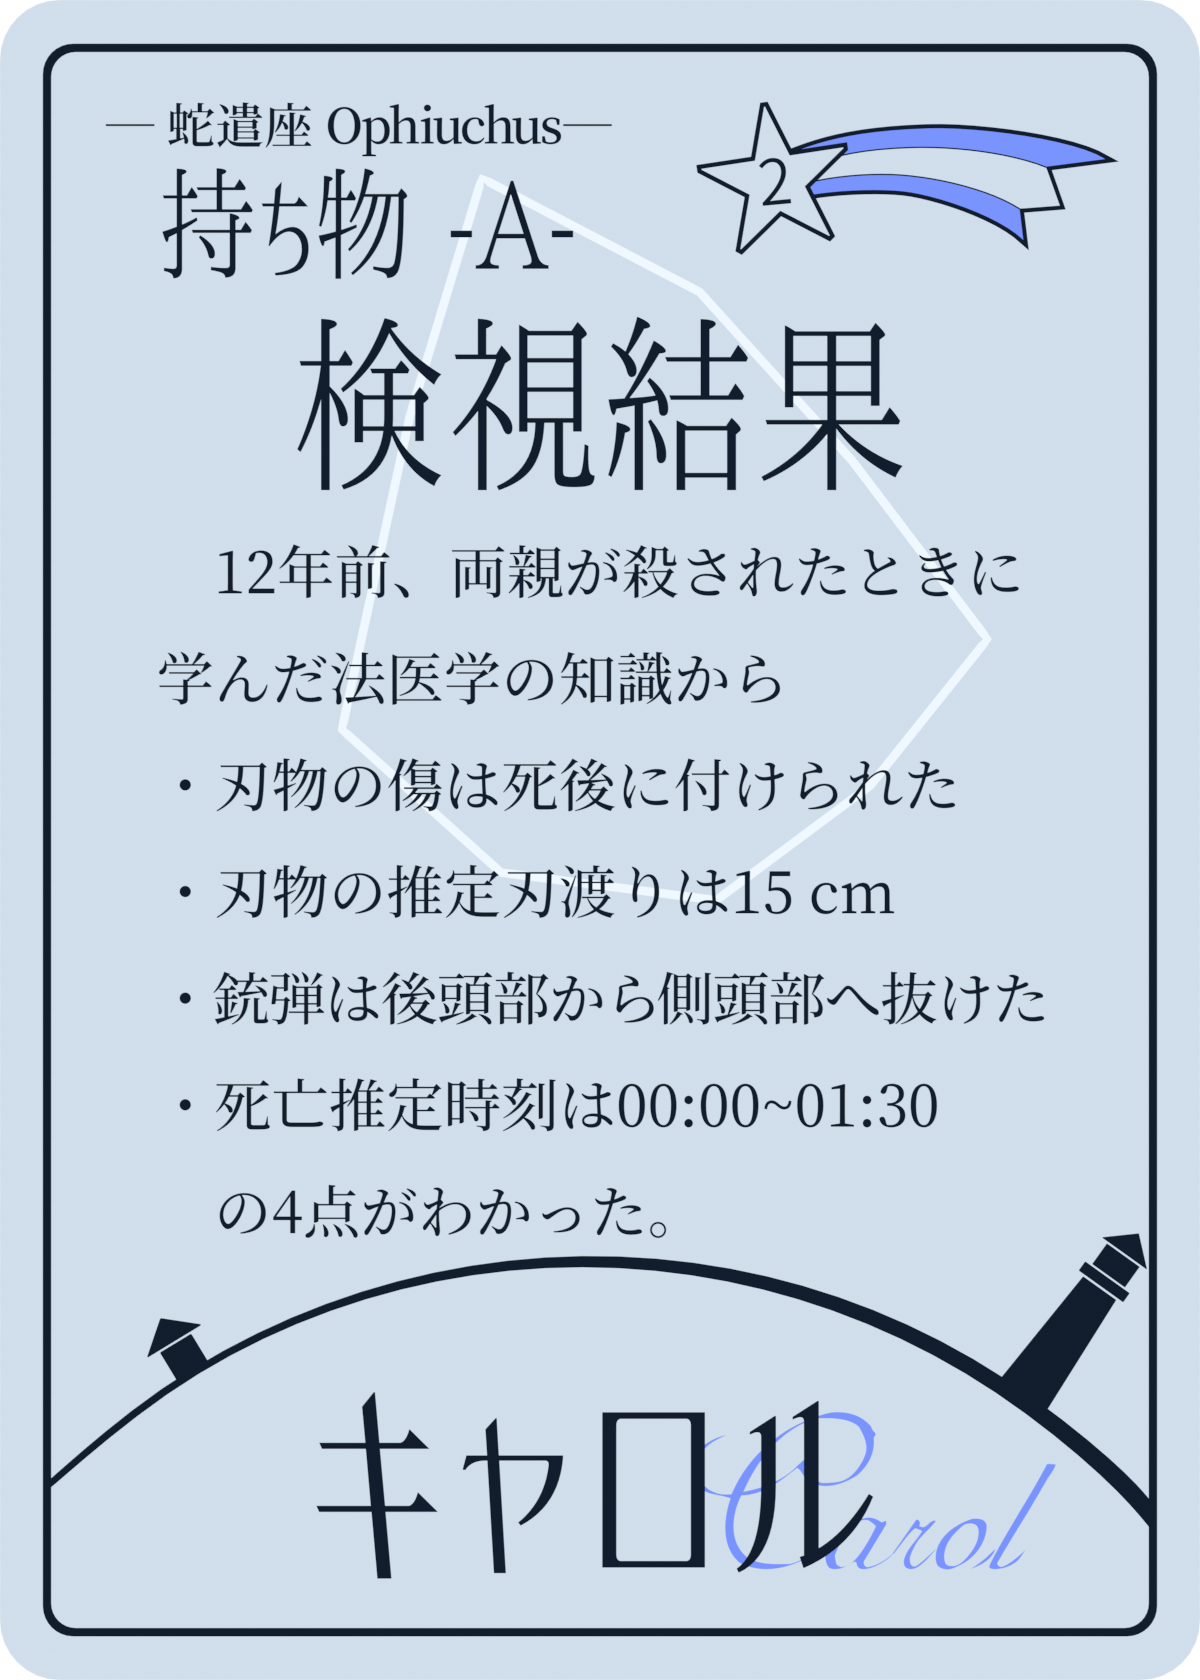 — 蛇遣座 Ophiuchus—
2
持ち物 -A-
検視結果
12年前、両親が殺されたときに
学んだ法医学の知識から
・刃物の傷は死後に付けられた
・刃物の推定刃渡りは15 cm
・銃弾は後頭部から側頭部へ抜けた
・死亡推定時刻は00:00~01:30
の4点がわかった。
キャロル
Carol